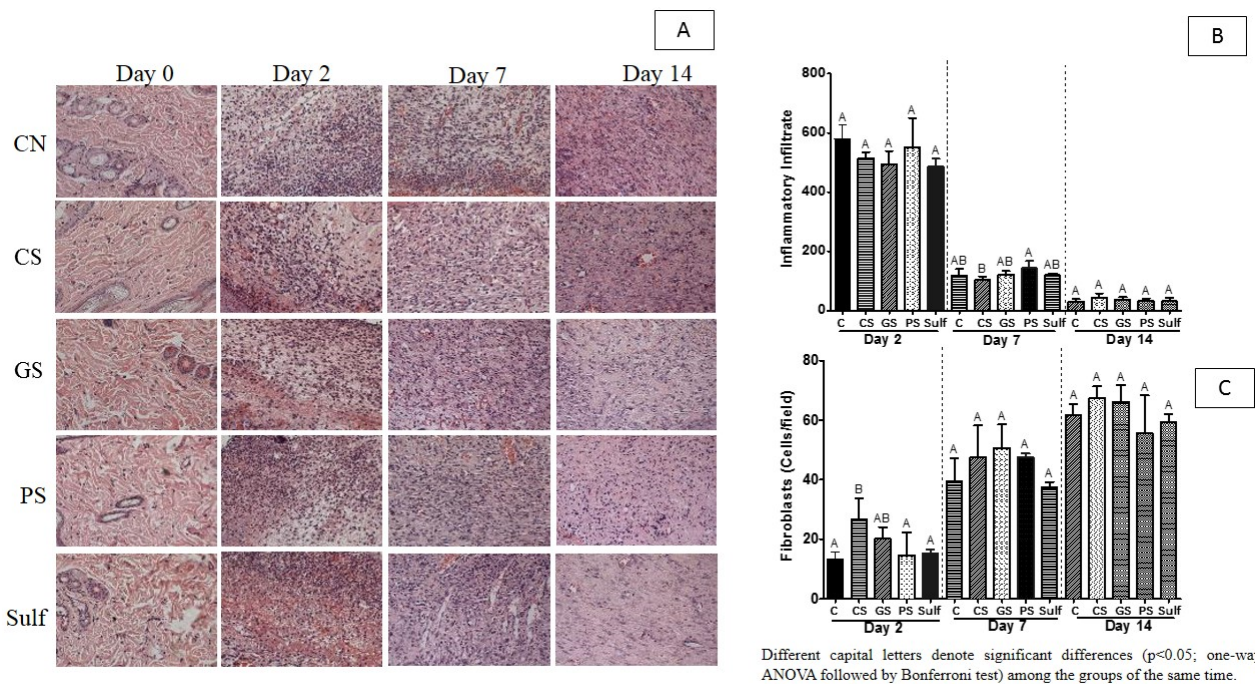 A
Day 0 Day 2 Day 7 Day 14
CN
CS
GS
PS
Sulf
B
Inflammatory Infiltrate
800
600
400
200
0
A A A A A
AB B AB A AB
A A A A A
C CS GS PS Sulf C CS GS PS Sulf C CS GS PS Sulf
Day 2 Day 7 Day 14
C
Fibroblasts (Cells/field)
80
60
40
20
0
A B AB A A
A A A A A
A A A A A
C CS GS PS Sulf C CS GS PS Sulf C CS GS PS Sulf
Day 2 Day 7 Day 14
Different capital letters denote significant differences (p<0.05; one-way
ANOVA followed by Bonferroni test) among the groups of the same time.